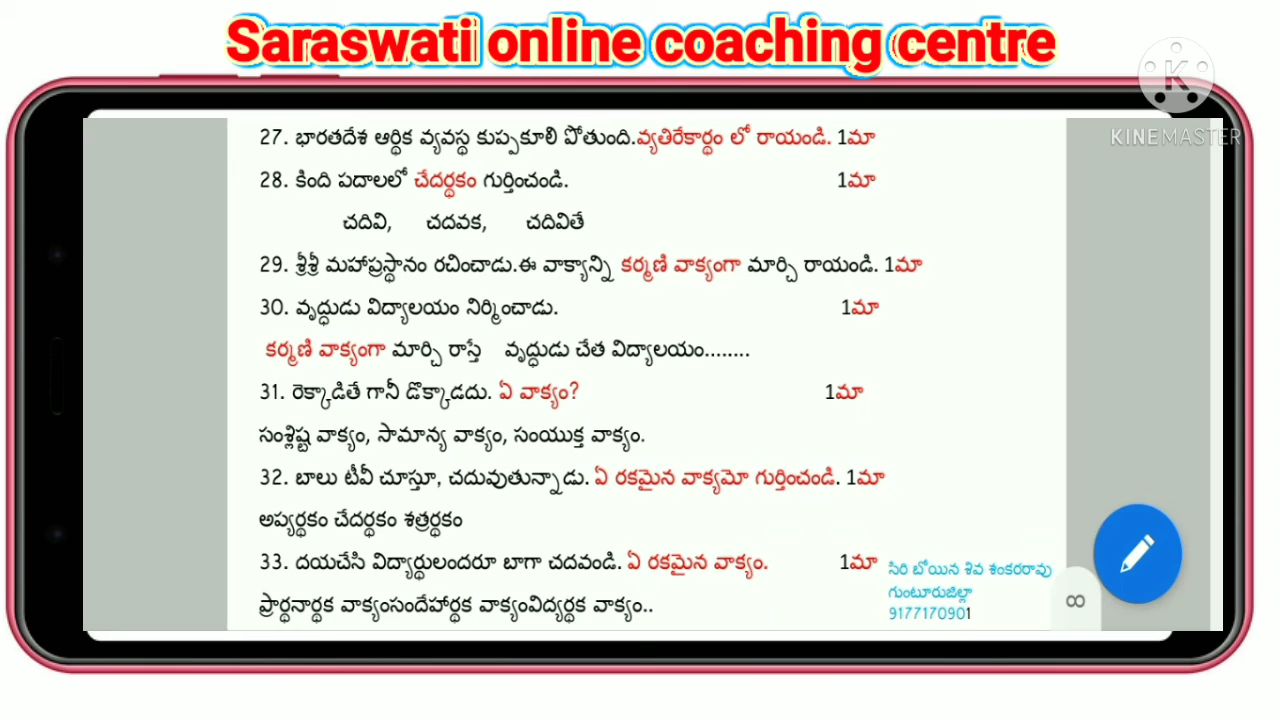 Saraswati online coaching centre
KINEMASTER
27. భారతదేశ ఆర్థిక వ్యవస్థ కుప్పకూలి పోతుంది.వ్యతిరేకార్థం లో రాయండి. 1మా
28. కింది పదాలలో చేదర్థకం గుర్తించండి. 1మా
చదివి, చదవక, చదివితే
29. శ్రీశ్రీ మహాప్రస్థానం రచించాడు.ఈ వాక్యాన్ని కర్మణి వాక్యంగా మార్చి రాయండి. 1మా
30. వృద్ధుడు విద్యాలయం నిర్మించాడు. 1మా
కర్మణి వాక్యంగా మార్చి రాస్తే వృద్ధుడు చేత విద్యాలయం........
31. రెక్కాడితే గానీ డొక్కాడదు. ఏ వాక్యం? 1మా
సంశ్లిష్ట వాక్యం, సామాన్య వాక్యం, సంయుక్త వాక్యం.
32. బాలు టీవీ చూస్తూ, చదువుతున్నాడు. ఏ రకమైన వాక్యమో గుర్తించండి. 1మా
అప్యర్థకం చేదర్థకం శత్రర్థకం
33. దయచేసి విద్యార్థులందరూ బాగా చదవండి. ఏ రకమైన వాక్యం. 1మా
ప్రార్థనార్థక వాక్యంసందేహార్థక వాక్యంవిద్యర్థక వాక్యం..
సిరి బోయిన శివ శంకరరావు
గుంటూరుజిల్లా
9177170901
8